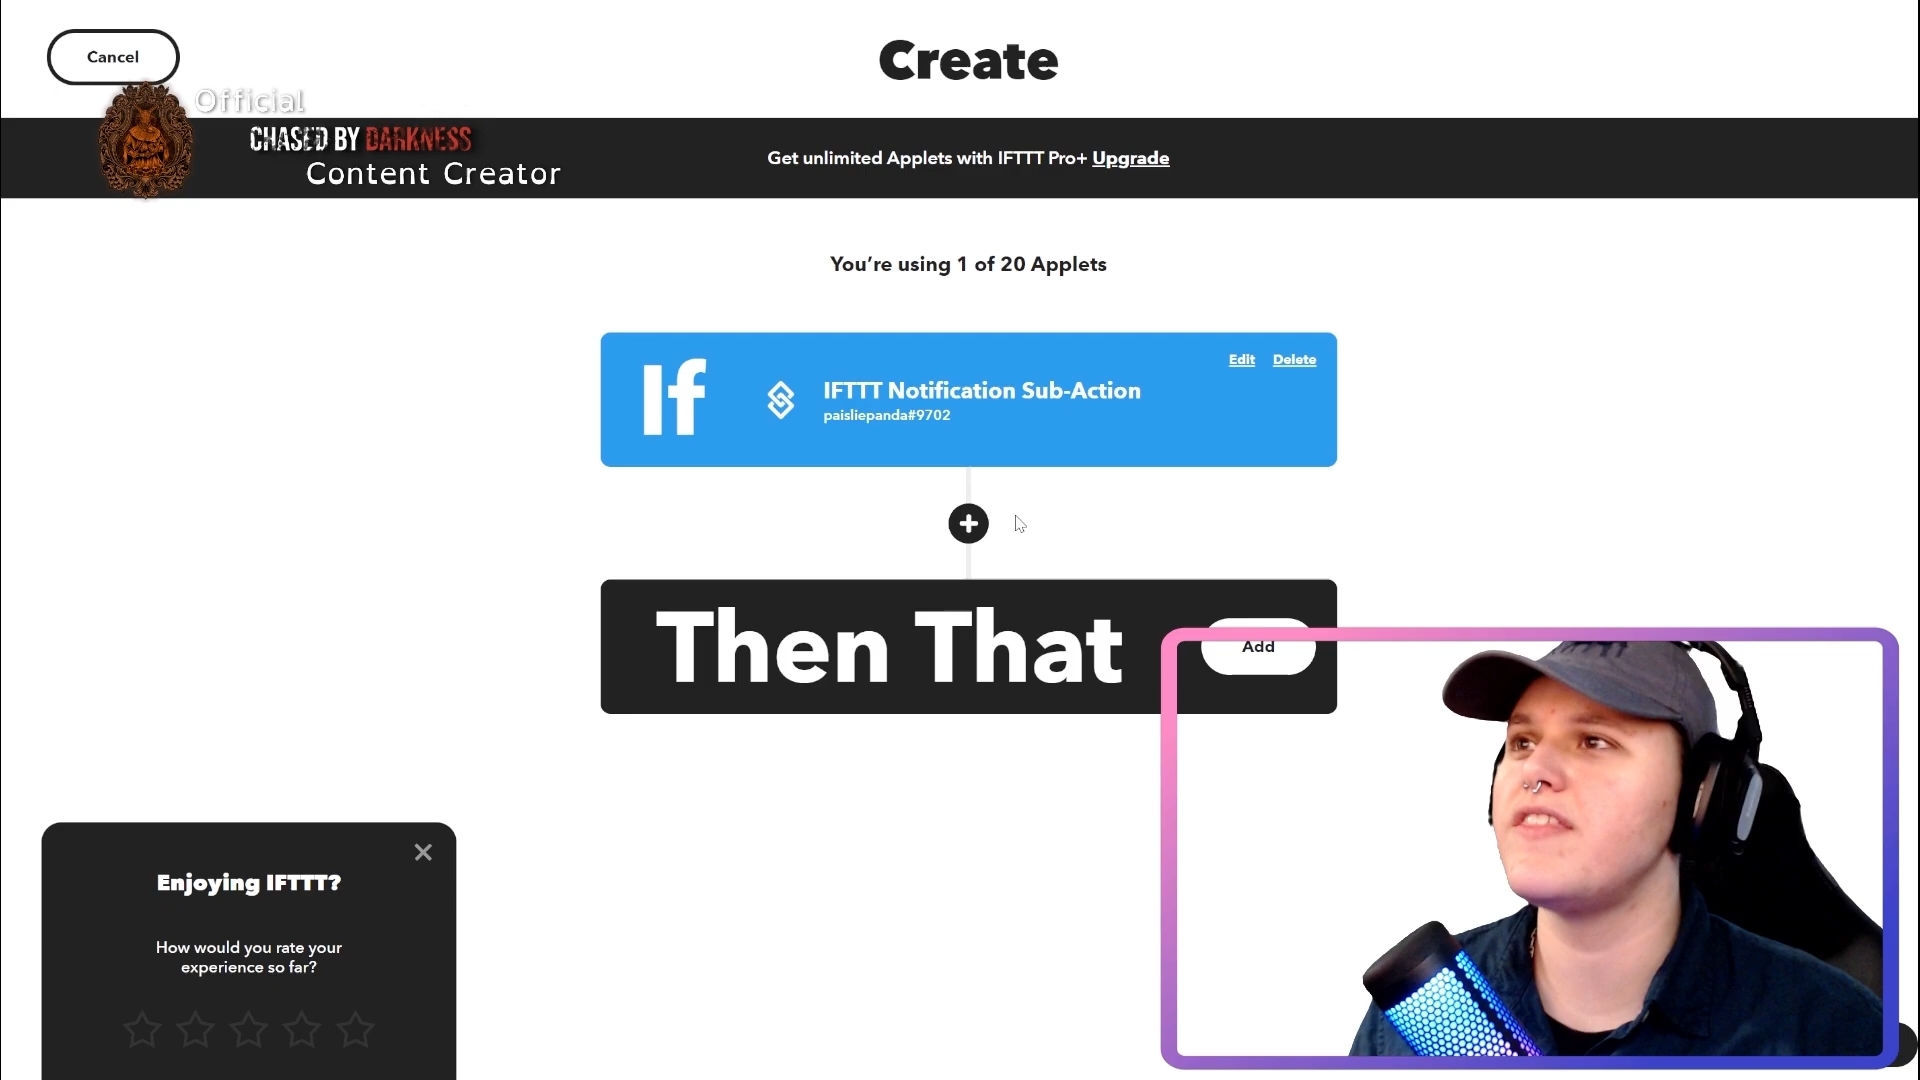 Cancel
Create
Official
CHASED BY DARKNESS
Content Creator
Get unlimited Applets with IFTTT Pro+ Upgrade
You're using 1 of 20 Applets
If
IFTTT Notification Sub-Action
paisliepanda#9702
Edit Delete
Then That
Add
Enjoying IFTTT?
How would you rate your
experience so far?